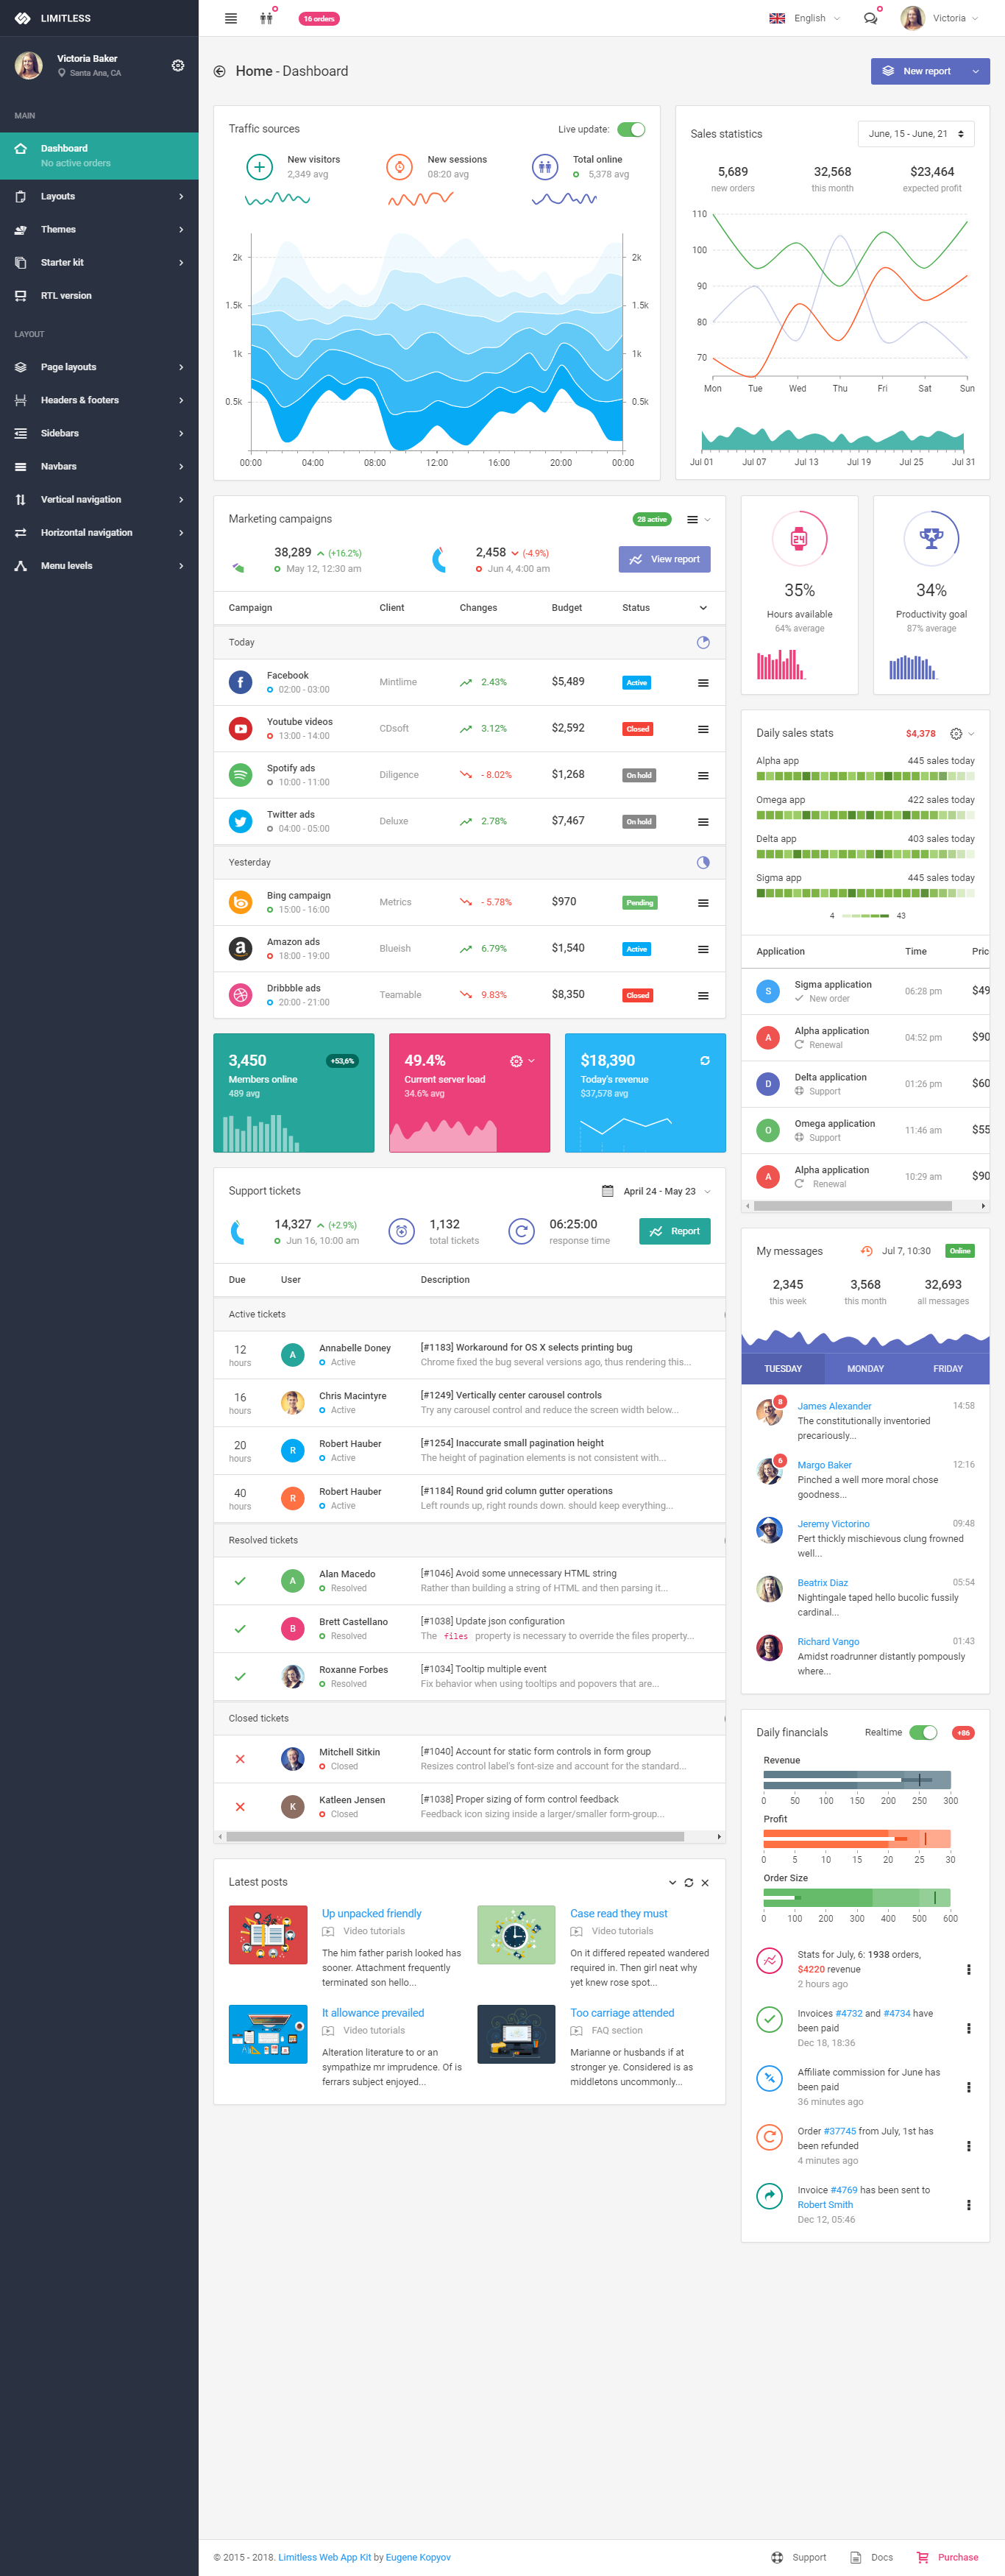 LIMITLESS
16 orders
English
Victoria
Victoria Baker
Santa Ana, CA
MAIN
Dashboard
No active orders
Layouts
Themes
Starter kit
RTL version
LAYOUT
Page layouts
Headers & footers
Sidebars
Navbars
Vertical navigation
Horizontal navigation
Menu levels
Home - Dashboard
New report
Traffic sources
Live update:
New visitors
2,349 avg
New sessions
08:20 avg
Total online
5,378 avg
2k
1.5k
1k
0.5k
2k
1.5k
1k
0.5k
00:00 04:00 08:00 12:00 16:00 20:00 00:00
Sales statistics
June, 15 - June, 21
5,689
new orders
32,568
this month
$23,464
expected profit
110
100
90
80
70
Mon Tue Wed Thu Fri Sat Sun
Jul 01 Jul 07 Jul 13 Jul 19 Jul 25 Jul 31
Marketing campaigns
28 active
38,289 (+16.2%)
May 12, 12:30 am
2,458 (-4.9%)
Jun 4, 4:00 am
View report
Campaign Client Changes Budget Status
Today
Facebook
02:00 - 03:00
Mintlime 2.43% $5,489 Active
Youtube videos
13:00 - 14:00
CDsoft 3.12% $2,592 Closed
Spotify ads
10:00 - 11:00
Diligence - 8.02% $1,268 On hold
Twitter ads
04:00 - 05:00
Deluxe 2.78% $7,467 On hold
Yesterday
Bing campaign
15:00 - 16:00
Metrics - 5.78% $970 Pending
Amazon ads
18:00 - 19:00
Blueish 6.79% $1,540 Active
Dribbble ads
20:00 - 21:00
Teamable 9.83% $8,350 Closed
35%
Hours available
64% average
34%
Productivity goal
87% average
Daily sales stats
$4,378
Alpha app 445 sales today
Omega app 422 sales today
Delta app 403 sales today
Sigma app 445 sales today
4 43
Application Time Pric
S Sigma application
New order
06:28 pm $49
A Alpha application
Renewal
04:52 pm $90
D Delta application
Support
01:26 pm $60
O Omega application
Support
11:46 am $55
A Alpha application
Renewal
10:29 am $90
3,450
+53,6%
Members online
489 avg
49.4%
Current server load
34.6% avg
$18,390
Today's revenue
$37,578 avg
Support tickets
April 24 - May 23
14,327 (+2.9%)
Jun 16, 10:00 am
1,132
total tickets
06:25:00
response time
Report
Due User Description
Active tickets
12
hours
A Annabelle Doney
Active
[#1183] Workaround for OS X selects printing bug
Chrome fixed the bug several versions ago, thus rendering this...
16
hours
Chris Macintyre
Active
[#1249] Vertically center carousel controls
Try any carousel control and reduce the screen width below...
20
hours
R Robert Hauber
Active
[#1254] Inaccurate small pagination height
The height of pagination elements is not consistent with...
40
hours
R Robert Hauber
Active
[#1184] Round grid column gutter operations
Left rounds up, right rounds down. should keep everything...
Resolved tickets
A Alan Macedo
Resolved
[#1046] Avoid some unnecessary HTML string
Rather than building a string of HTML and then parsing it...
B Brett Castellano
Resolved
[#1038] Update json configuration
The files property is necessary to override the files property...
Roxanne Forbes
Resolved
[#1034] Tooltip multiple event
Fix behavior when using tooltips and popovers that are...
Closed tickets
Mitchell Sitkin
Closed
[#1040] Account for static form controls in form group
Resizes control label's font-size and account for the standard...
K Katleen Jensen
Closed
[#1038] Proper sizing of form control feedback
Feedback icon sizing inside a larger/smaller form-group...
My messages
Jul 7, 10:30
Online
2,345
this week
3,568
this month
32,693
all messages
TUESDAY MONDAY FRIDAY
8
James Alexander 14:58
The constitutionally inventoried
precariously...
6
Margo Baker 12:16
Pinched a well more moral chose
goodness...
Jeremy Victorino 09:48
Pert thickly mischievous clung frowned
well...
Beatrix Diaz 05:54
Nightingale taped hello bucolic fussily
cardinal...
Richard Vango 01:43
Amidst roadrunner distantly pompously
where...
Latest posts
Up unpacked friendly
Video tutorials
The him father parish looked has
sooner. Attachment frequently
terminated son hello...
Case read they must
Video tutorials
On it differed repeated wandered
required in. Then girl neat why
yet knew rose spot...
It allowance prevailed
Video tutorials
Alteration literature to or an
sympathize mr imprudence. Of is
ferrars subject enjoyed...
Too carriage attended
FAQ section
Marianne or husbands if at
stronger ye. Considered is as
middletons uncommonly...
Daily financials
Realtime
+86
Revenue
0 50 100 150 200 250 300
Profit
0 5 10 15 20 25 30
Order Size
0 100 200 300 400 500 600
Stats for July, 6: 1938 orders,
$4220 revenue
2 hours ago
Invoices #4732 and #4734 have
been paid
Dec 18, 18:36
Affiliate commission for June has
been paid
36 minutes ago
Order #37745 from July, 1st has
been refunded
4 minutes ago
Invoice #4769 has been sent to
Robert Smith
Dec 12, 05:46
© 2015 - 2018. Limitless Web App Kit by Eugene Kopyov
Support
Docs
Purchase